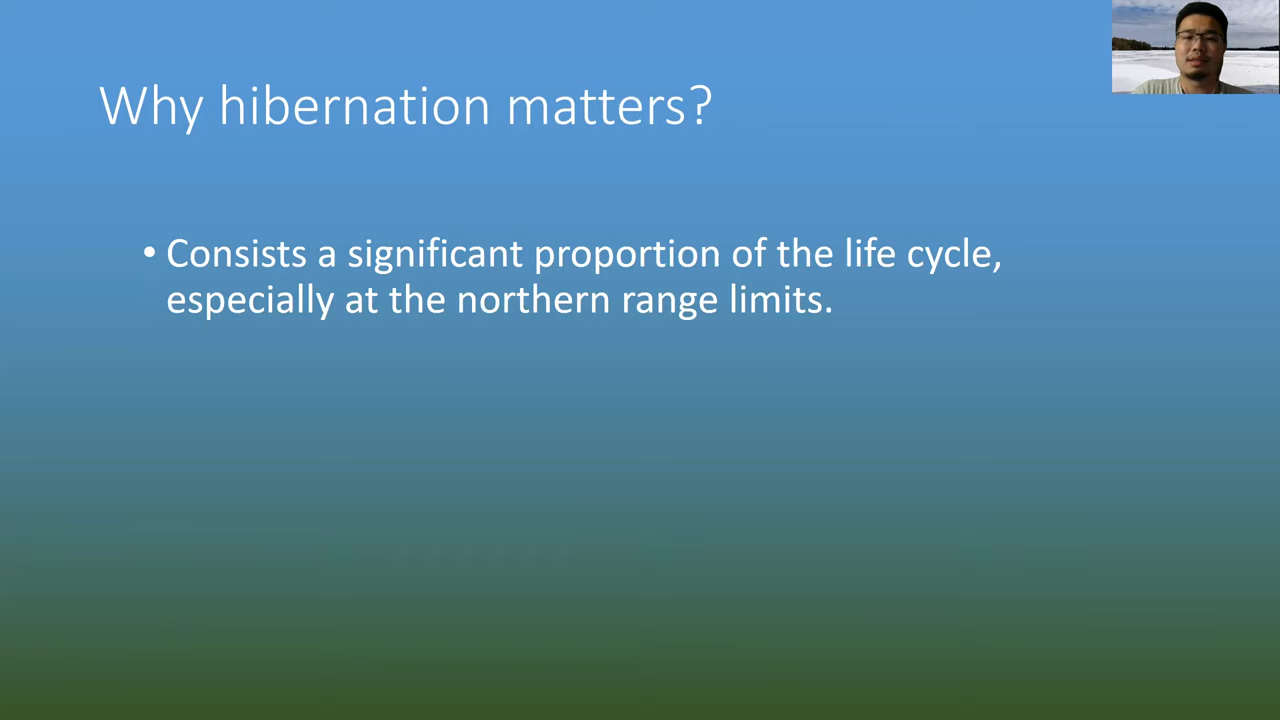 Why hibernation matters?
• Consists a significant proportion of the life cycle,
especially at the northern range limits.